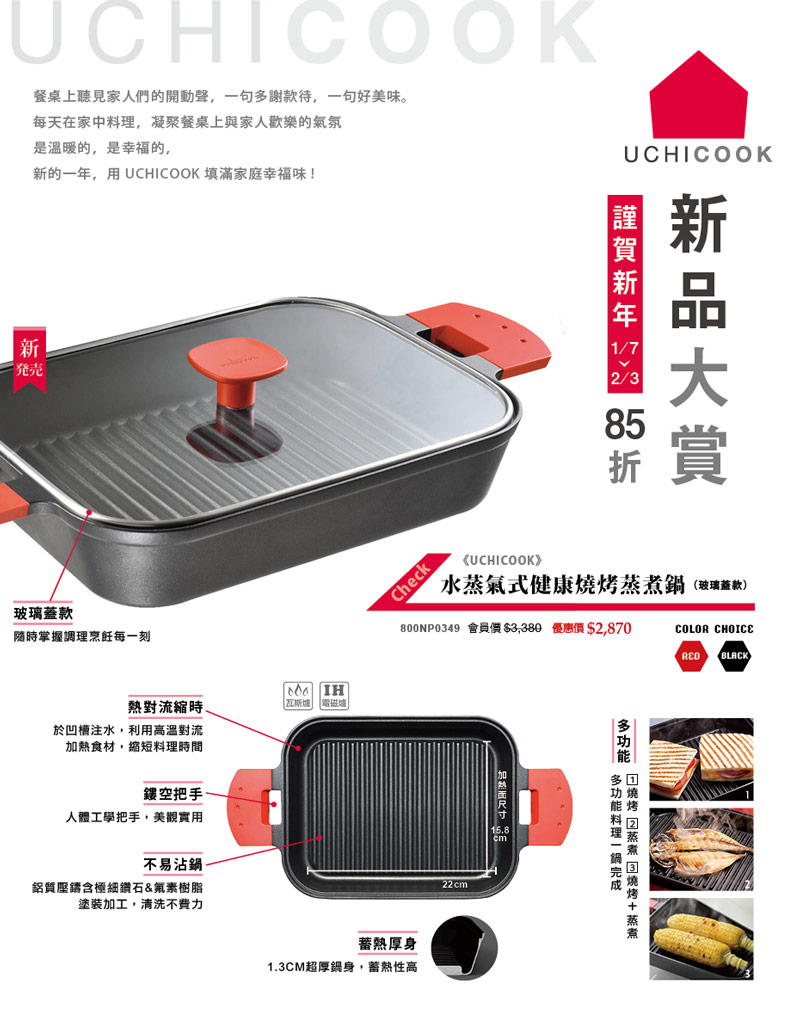 UCHICOOK
餐桌上聽見家人們的開動聲，一句多謝款待，一句好美味。
每天在家中料理，凝聚餐桌上與家人歡樂的氣氛
是溫暖的，是幸福的，
新的一年，用 UCHICOOK 填滿家庭幸福味！
UCHICOOK
新品大賞
謹賀新年
1/7
~
2/3
85
折
新
発売
玻璃蓋款
隨時掌握調理烹飪每一刻
Check
《UCHICOOK》
水蒸氣式健康燒烤蒸煮鍋（玻璃蓋款）
800NP0349 會員價 $3,380 優惠價 $2,870
COLOR CHOICE
RED
BLACK
瓦斯爐
IH
電磁爐
熱對流縮時
於凹槽注水，利用高溫對流
加熱食材，縮短料理時間
鏤空把手
人體工學把手，美觀實用
不易沾鍋
鋁質壓鑄含極細鑽石&氟素樹脂
塗裝加工，清洗不費力
加熱面尺寸
15.8
cm
22cm
蓄熱厚身
1.3CM超厚鍋身，蓄熱性高
多功能
1燒烤 2蒸煮 3燒烤+蒸煮
多功能料理一鍋完成
1
2
3